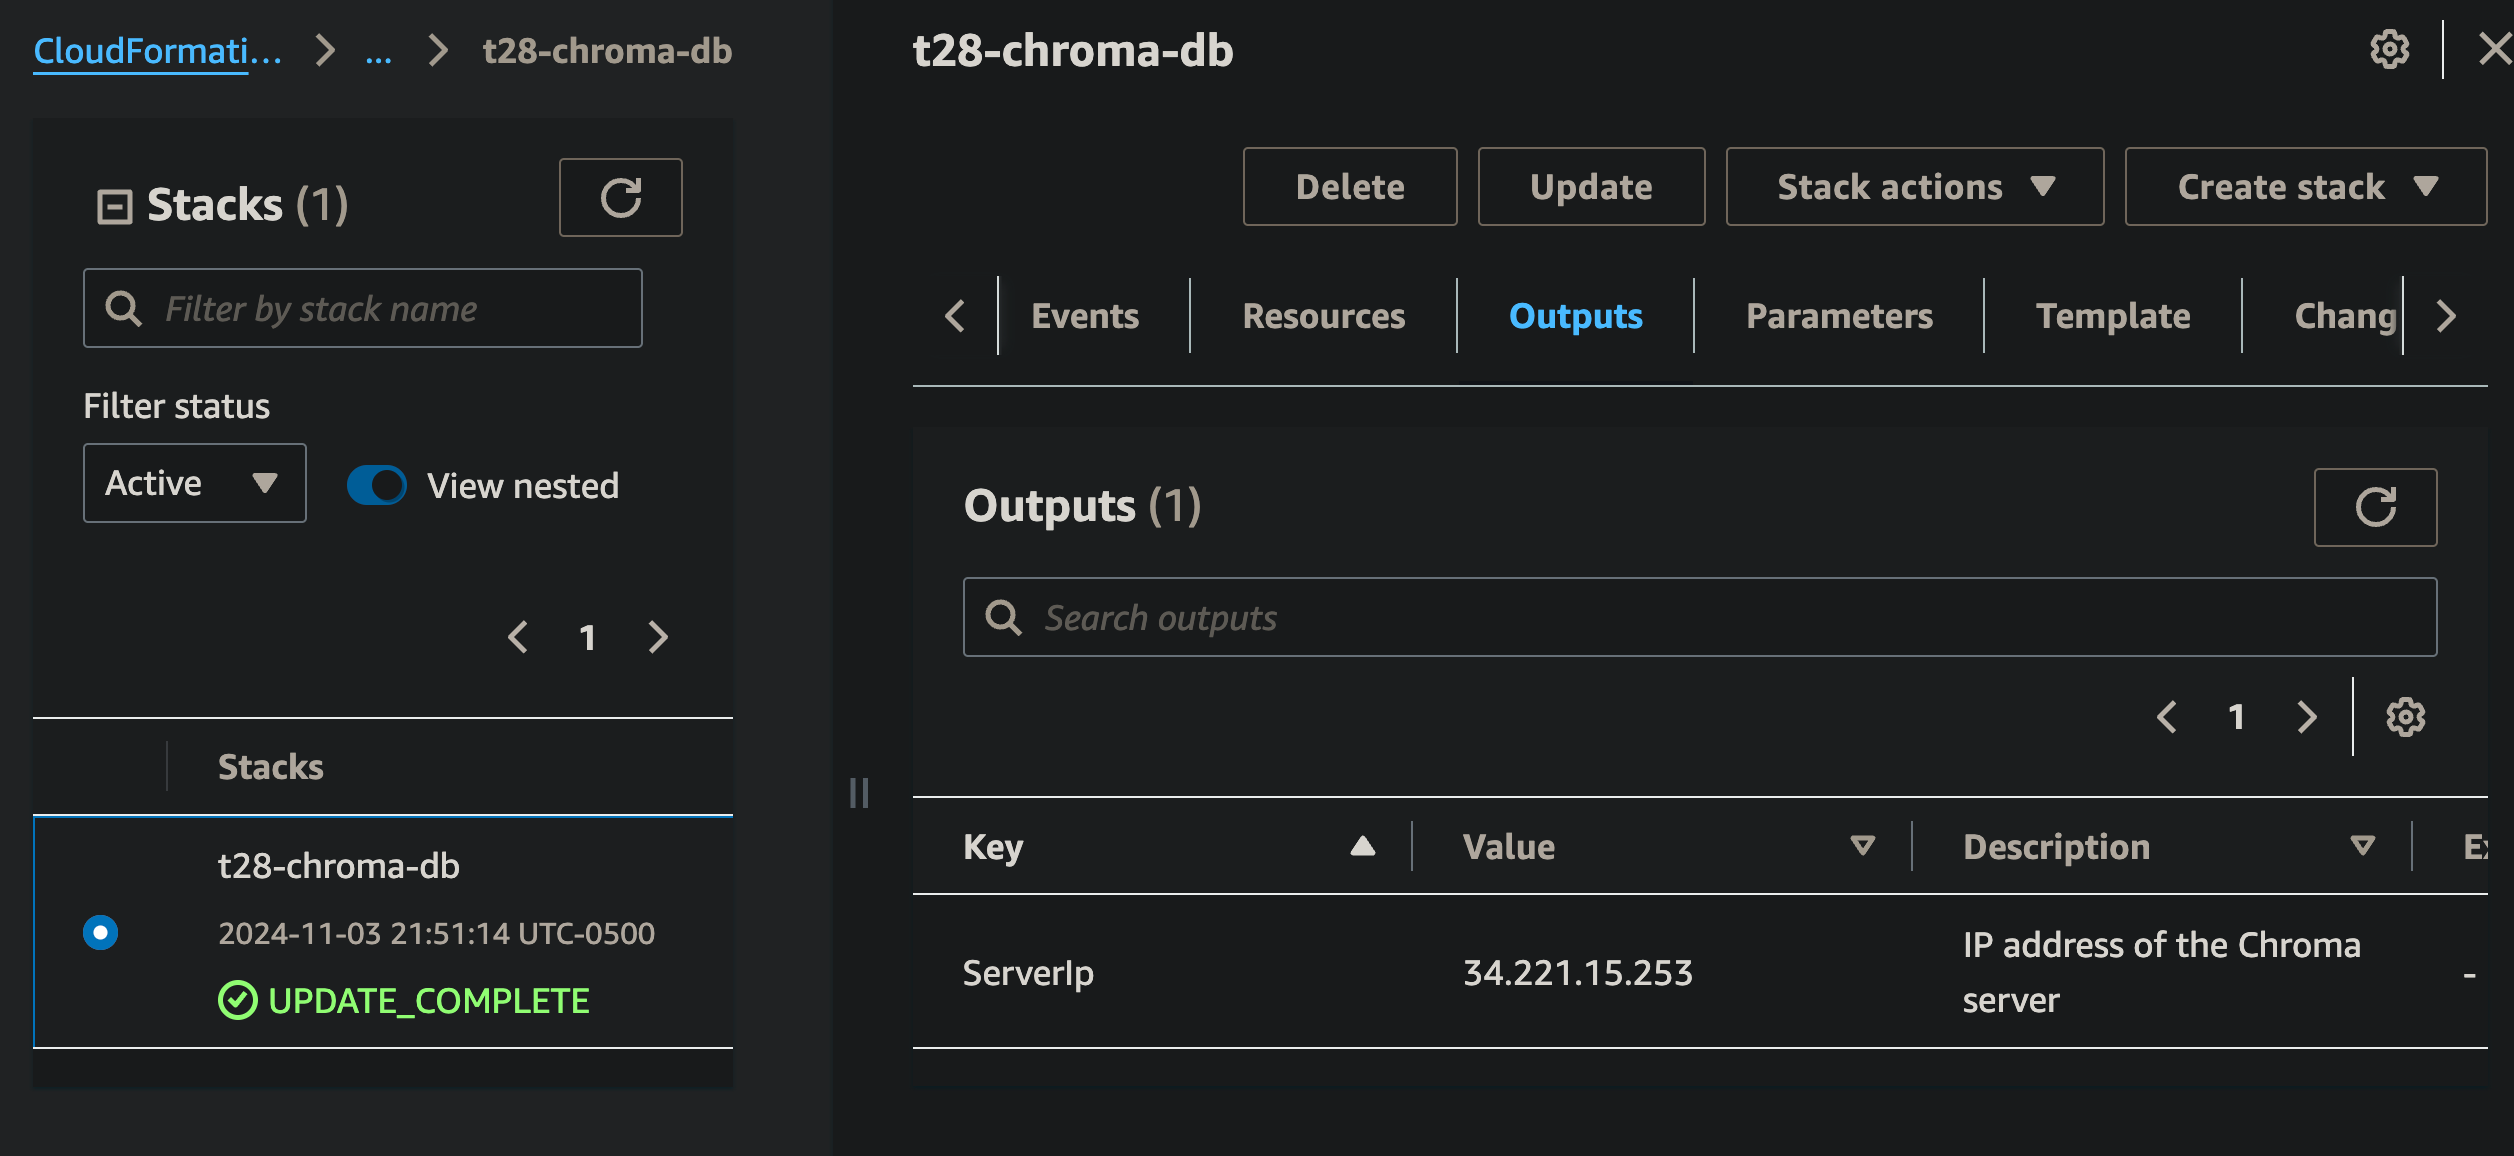 CloudFormati... > ... > t28-chroma-db
Stacks (1)
Filter by stack name
Filter status
Active
View nested
1
Stacks
t28-chroma-db
2024-11-03 21:51:14 UTC-0500
UPDATE_COMPLETE
t28-chroma-db
Delete
Update
Stack actions
Create stack
Events
Resources
Outputs
Parameters
Template
Chang
Outputs (1)
Search outputs
1
Key
Value
Description
ServerIp
34.221.15.253
IP address of the Chroma
server
-